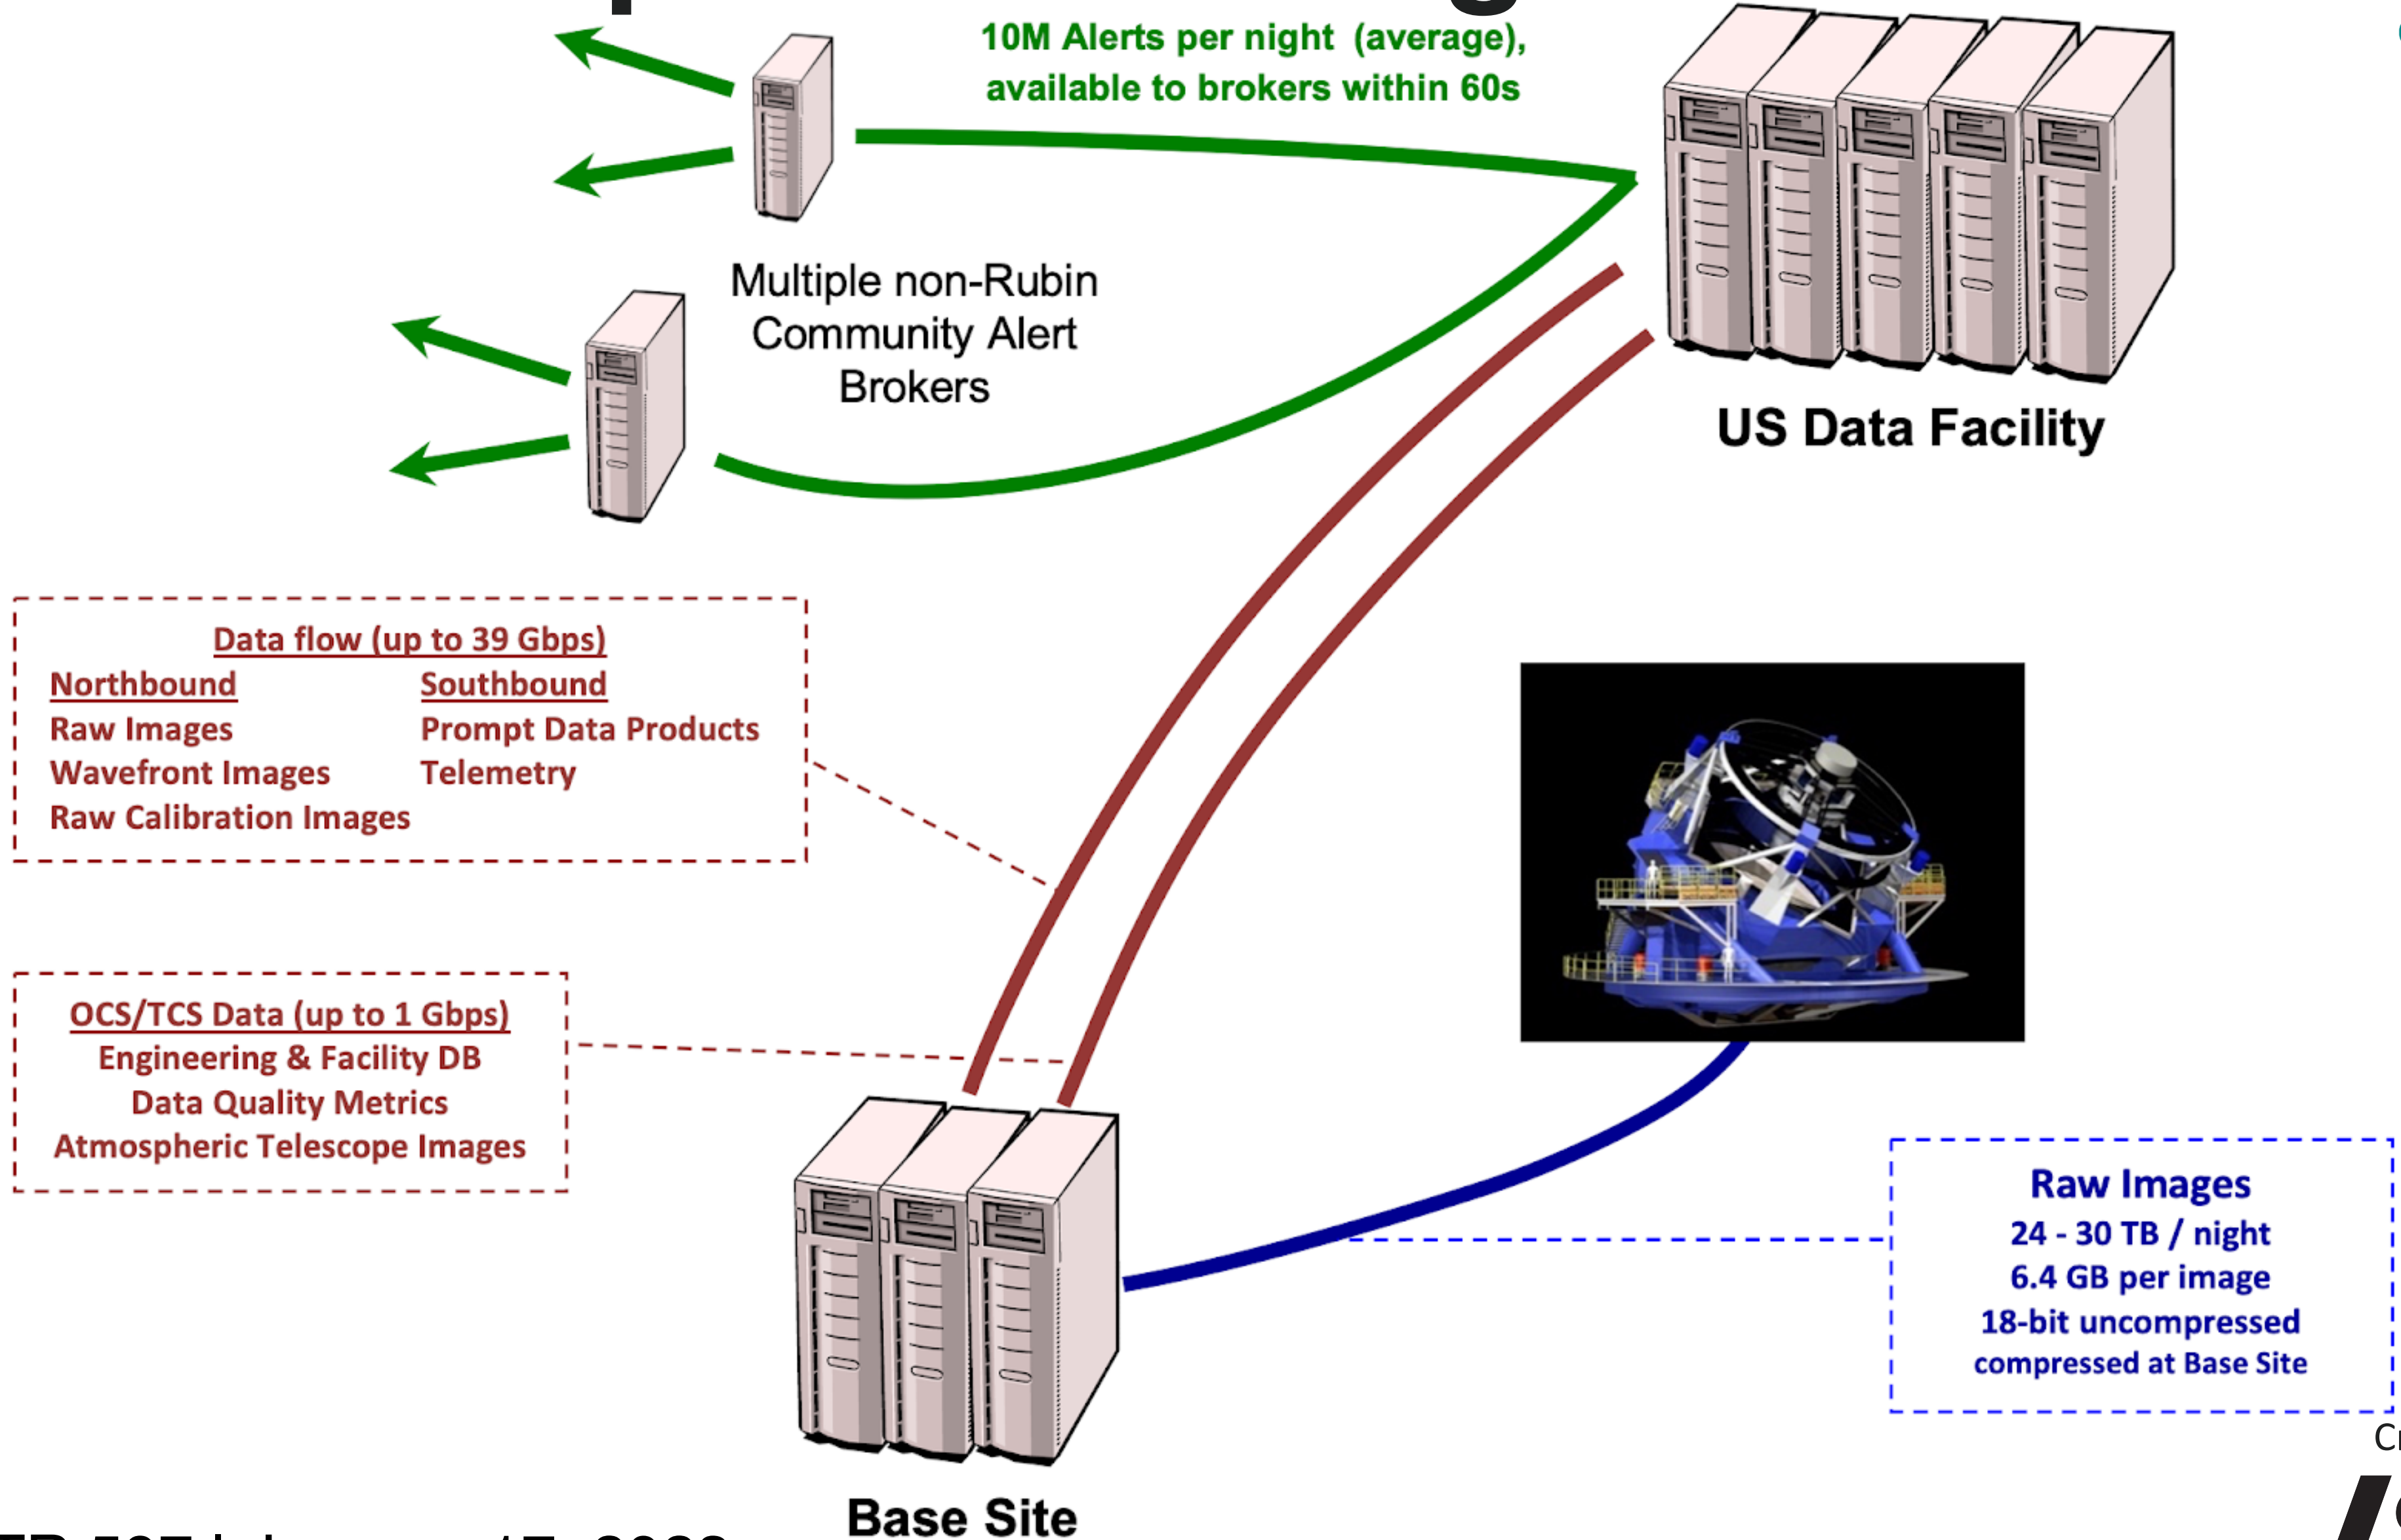 10M Alerts per night (average),
available to brokers within 60s
Multiple non-Rubin
Community Alert
Brokers
US Data Facility
Data flow (up to 39 Gbps)
Northbound Southbound
Raw Images Prompt Data Products
Wavefront Images Telemetry
Raw Calibration Images
OCS/TCS Data (up to 1 Gbps)
Engineering & Facility DB
Data Quality Metrics
Atmospheric Telescope Images
Raw Images
24 - 30 TB / night
6.4 GB per image
18-bit uncompressed
compressed at Base Site
Base Site